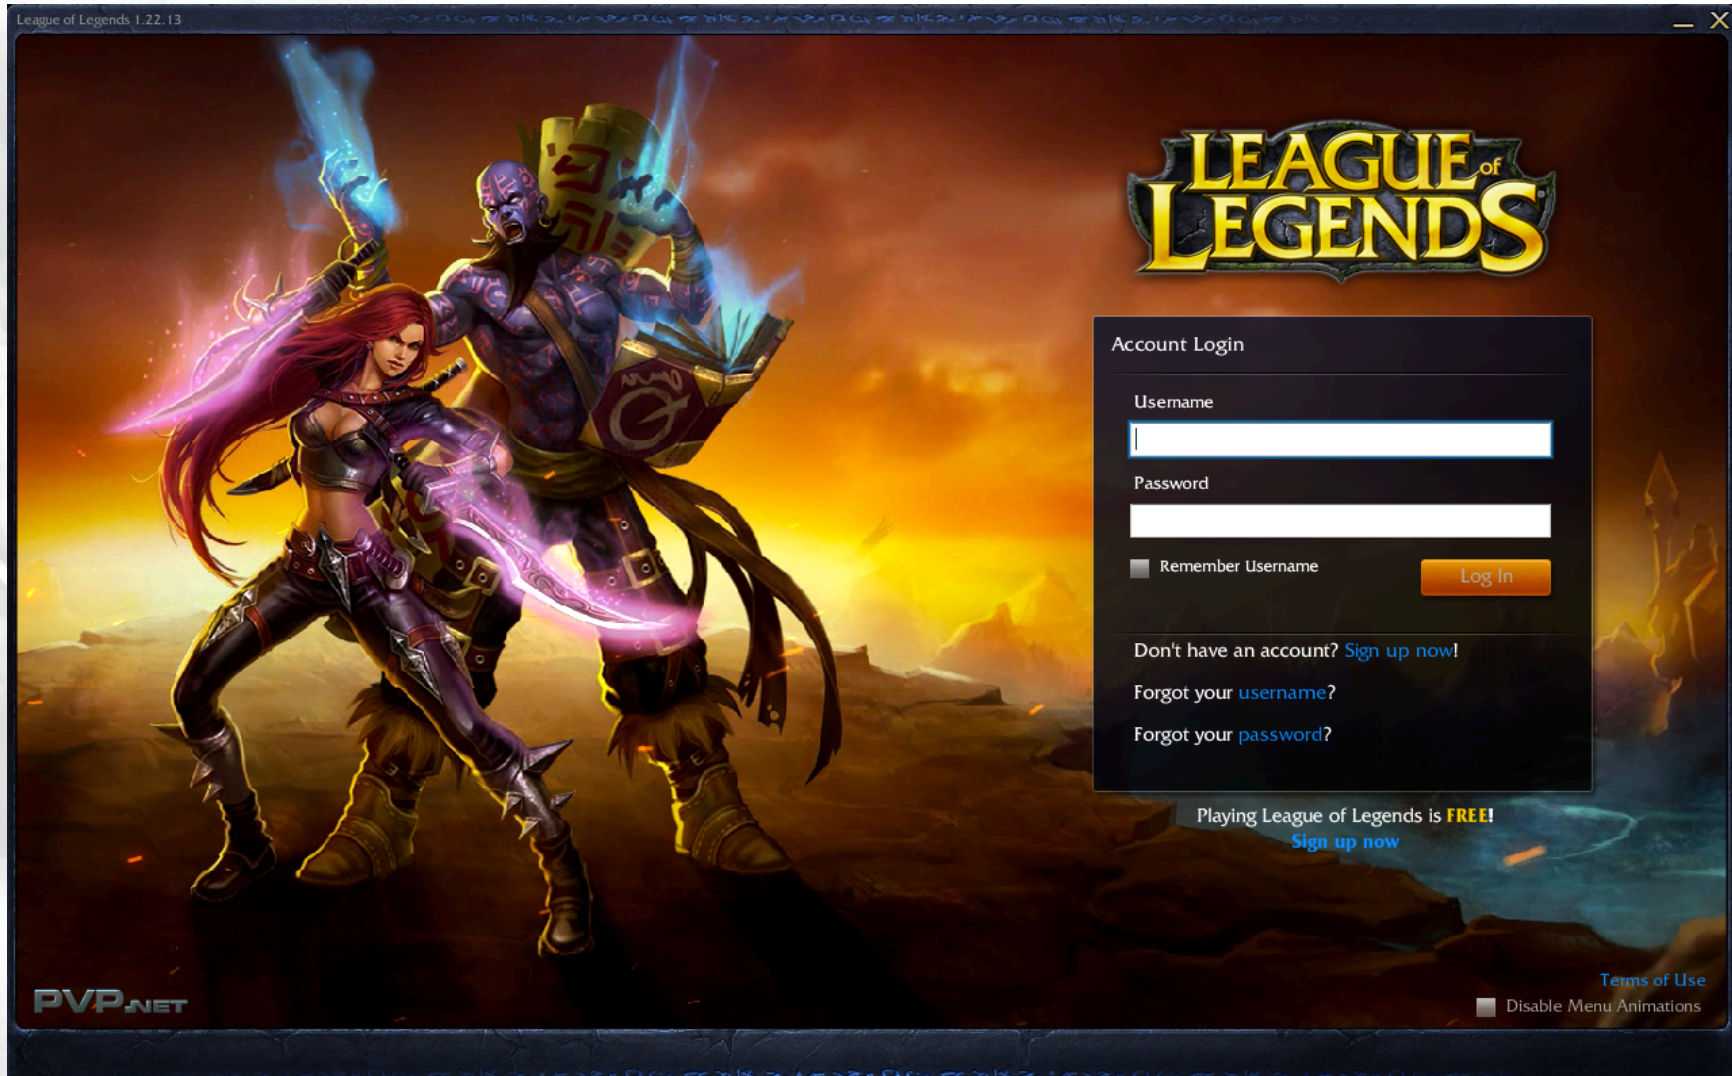 League of Legends 1.22.13
LEAGUE of
LEGENDS
Account Login
Username
Password
Remember Username
Log In
Don't have an account? Sign up now!
Forgot your username?
Forgot your password?
Playing League of Legends is FREE!
Sign up now
Terms of Use
PVP.NET
Disable Menu Animations